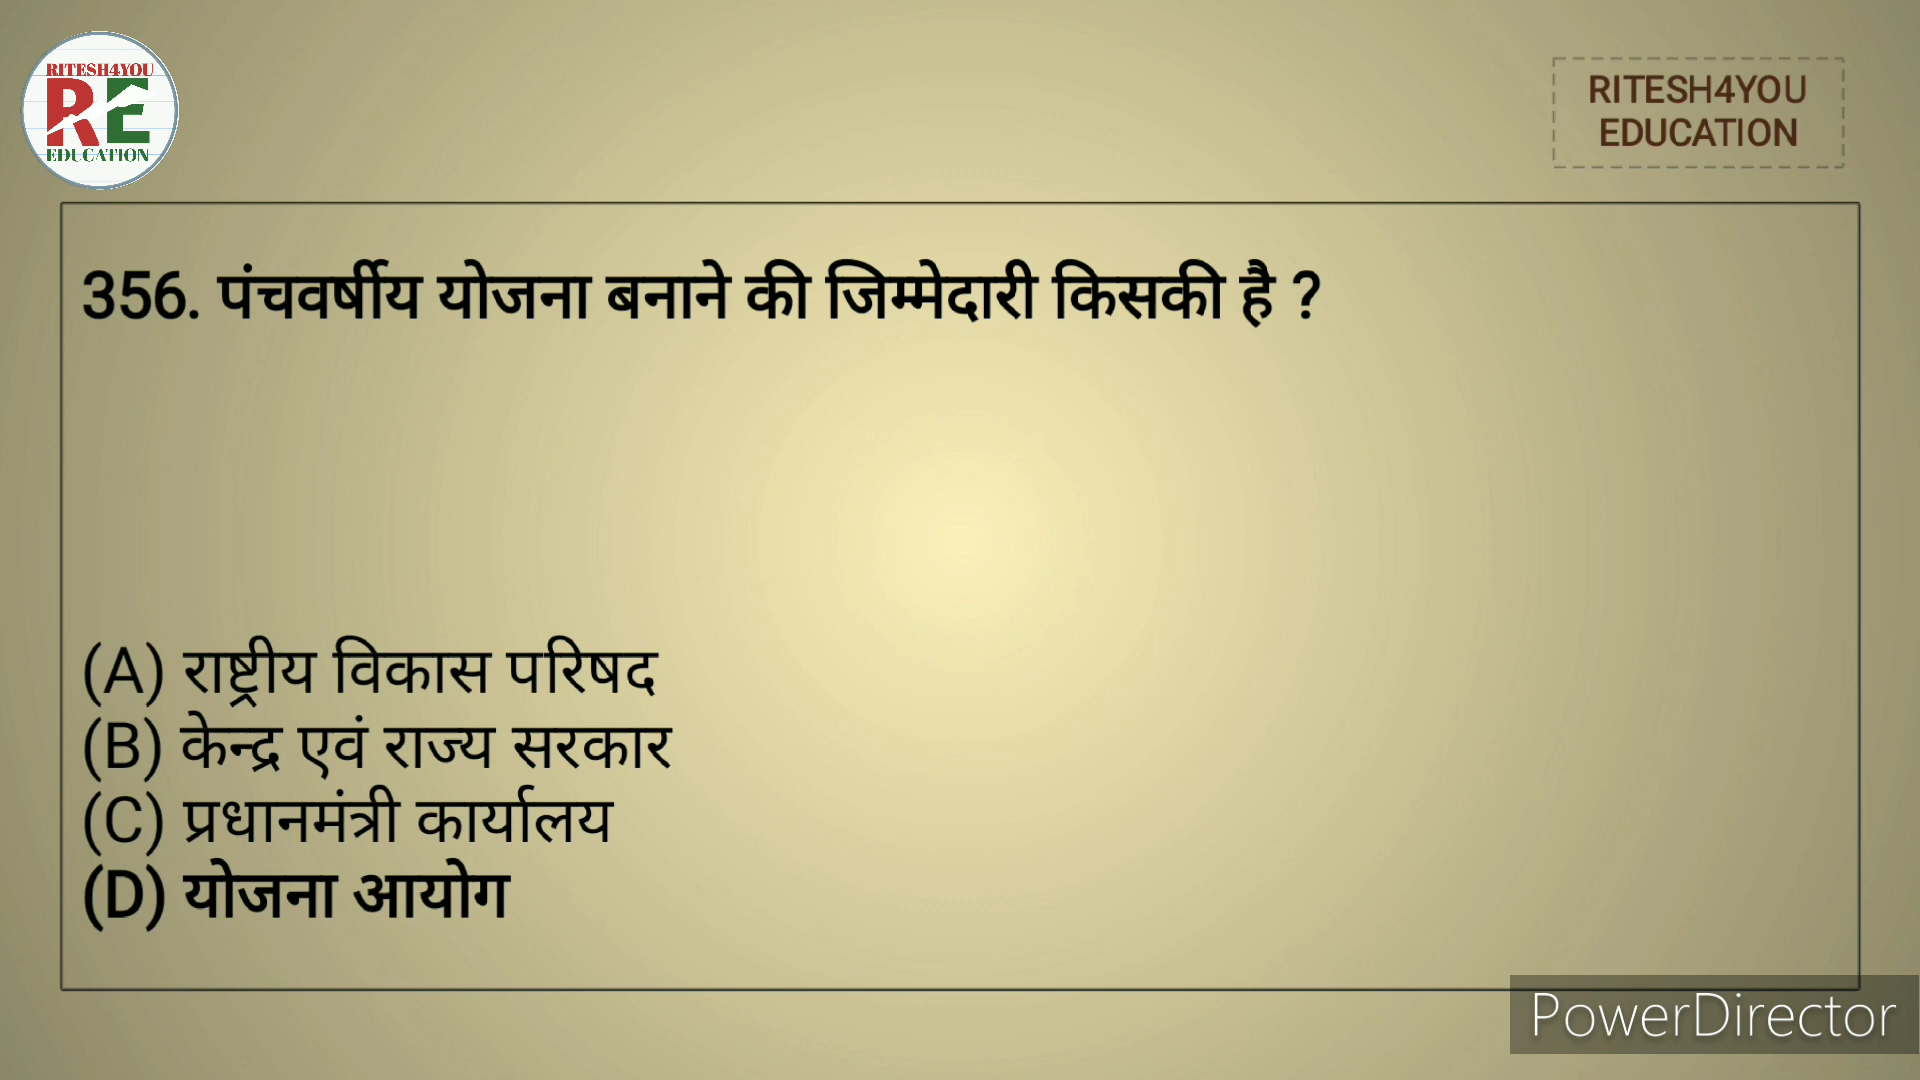 RITESH4YOU
RE
EDUCATION
RITESH4YOU
EDUCATION
356. पंचवर्षीय योजना बनाने की जिम्मेदारी किसकी है ?
(A) राष्ट्रीय विकास परिषद
(B) केन्द्र एवं राज्य सरकार
(C) प्रधानमंत्री कार्यालय
(D) योजना आयोग
PowerDirector